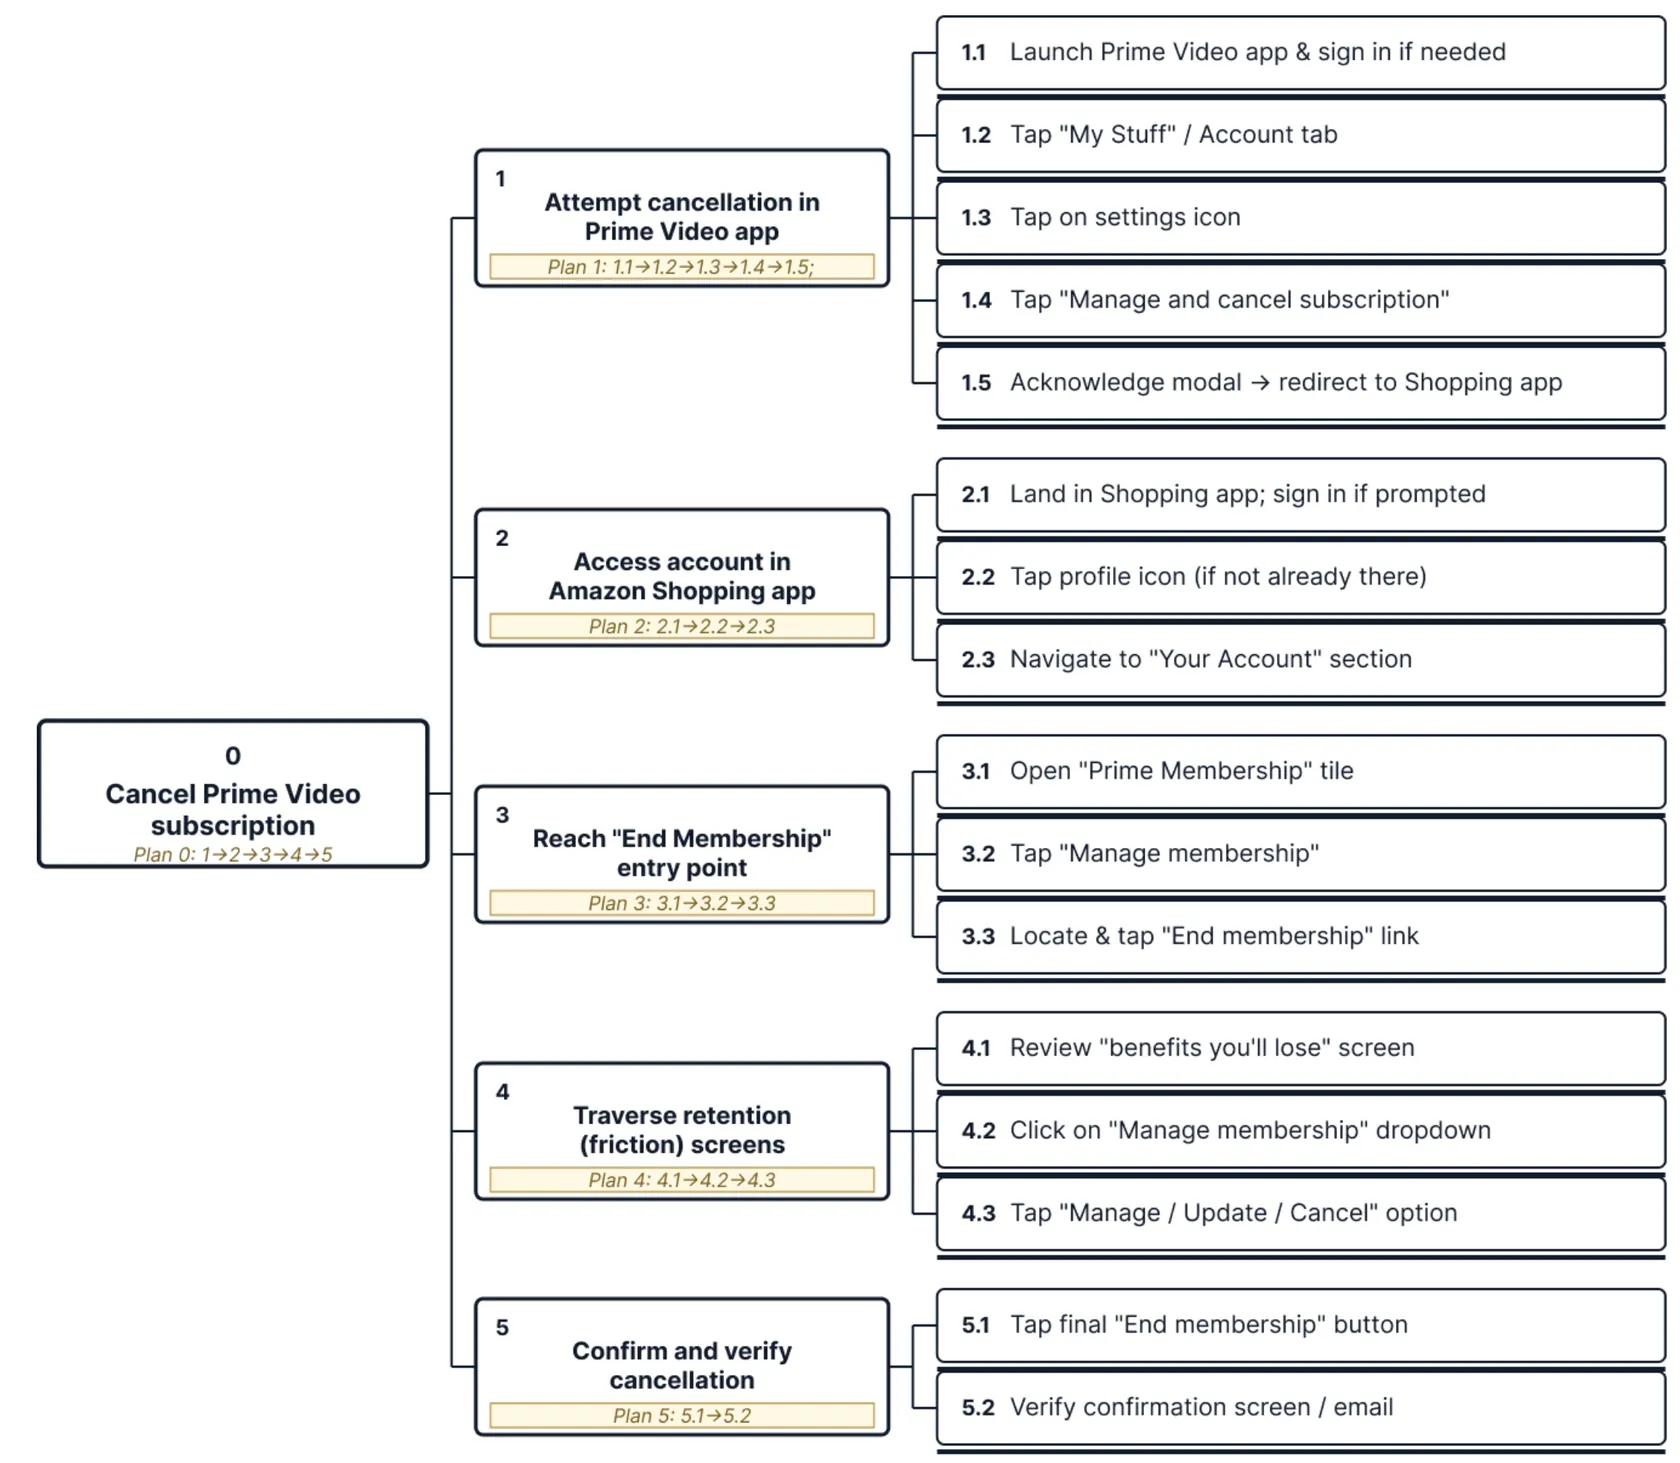 0
Cancel Prime Video
subscription
Plan 0: 1→2→3→4→5
1
Attempt cancellation in
Prime Video app
Plan 1: 1.1→1.2→1.3→1.4→1.5;
1.1 Launch Prime Video app & sign in if needed
1.2 Tap "My Stuff" / Account tab
1.3 Tap on settings icon
1.4 Tap "Manage and cancel subscription"
1.5 Acknowledge modal → redirect to Shopping app
2
Access account in
Amazon Shopping app
Plan 2: 2.1→2.2→2.3
2.1 Land in Shopping app; sign in if prompted
2.2 Tap profile icon (if not already there)
2.3 Navigate to "Your Account" section
3
Reach "End Membership"
entry point
Plan 3: 3.1→3.2→3.3
3.1 Open "Prime Membership" tile
3.2 Tap "Manage membership"
3.3 Locate & tap "End membership" link
4
Traverse retention
(friction) screens
Plan 4: 4.1→4.2→4.3
4.1 Review "benefits you'll lose" screen
4.2 Click on "Manage membership" dropdown
4.3 Tap "Manage / Update / Cancel" option
5
Confirm and verify
cancellation
Plan 5: 5.1→5.2
5.1 Tap final "End membership" button
5.2 Verify confirmation screen / email